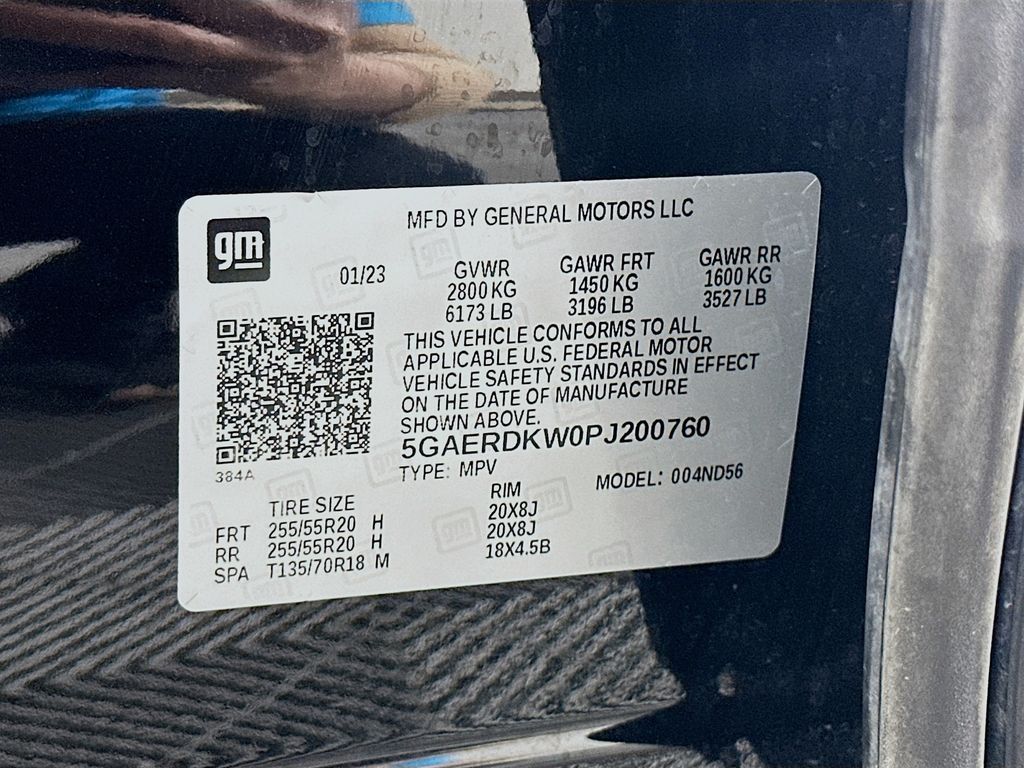 gm
MFD BY GENERAL MOTORS LLC
01/23
GVWR GAWR FRT GAWR RR
2800 KG 1450 KG 1600 KG
6173 LB 3196 LB 3527 LB
THIS VEHICLE CONFORMS TO ALL
APPLICABLE U.S. FEDERAL MOTOR
VEHICLE SAFETY STANDARDS IN EFFECT
ON THE DATE OF MANUFACTURE
SHOWN ABOVE.
5GAERDKW0PJ200760
384A
TYPE: MPV MODEL: 004ND56
TIRE SIZE RIM
FRT 255/55R20 H 20X8J
RR 255/55R20 H 20X8J
SPA T135/70R18 M 18X4.5B